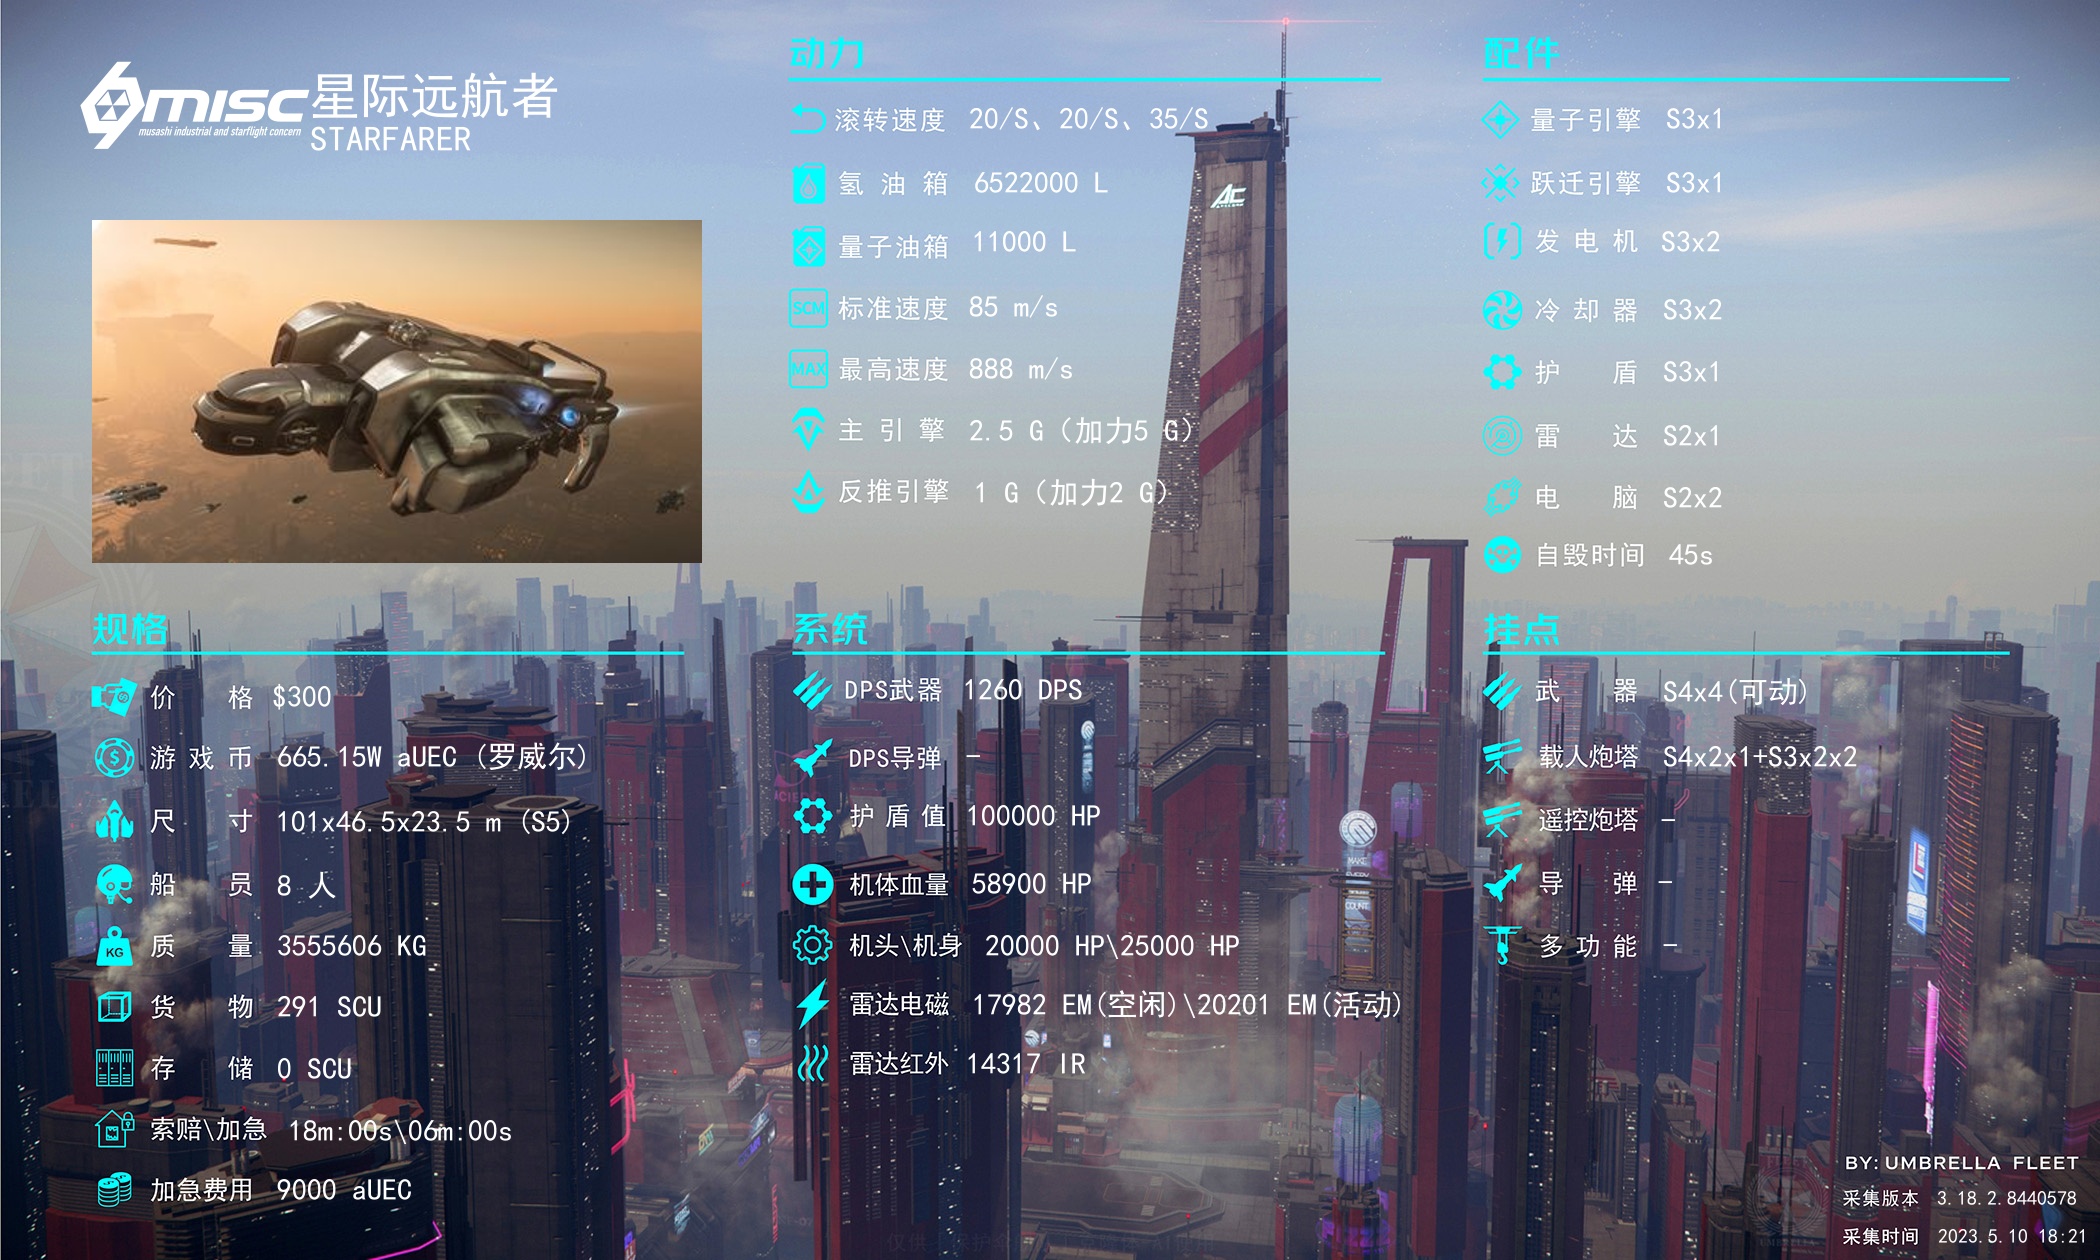 misc
musashi industrial and starflight concern
星际远航者
STARFARER
动力
滚转速度 20/S、20/S、35/S
氢油箱 6522000 L
量子油箱 11000 L
SCM 标准速度 85 m/s
MAX 最高速度 888 m/s
主引擎 2.5 G（加力5 G）
反推引擎 1 G（加力2 G）
配件
量子引擎 S3x1
跃迁引擎 S3x1
发电机 S3x2
冷却器 S3x2
护盾 S3x1
雷达 S2x1
电脑 S2x2
自毁时间 45s
规格
价格 $300
游戏币 665.15W aUEC (罗威尔)
尺寸 101x46.5x23.5 m (S5)
船员 8 人
KG 质量 3555606 KG
货物 291 SCU
存储 0 SCU
索赔\加急 18m:00s\06m:00s
加急费用 9000 aUEC
系统
DPS武器 1260 DPS
DPS导弹 -
护盾值 100000 HP
机体血量 58900 HP
机头\机身 20000 HP\25000 HP
雷达电磁 17982 EM(空闲)\20201 EM(活动)
雷达红外 14317 IR
挂点
武器 S4x4(可动)
载人炮塔 S4x2x1+S3x2x2
遥控炮塔 -
导弹 -
多功能 -
AC
MAKE
EVERY
COUNT
BY: UMBRELLA FLEET
采集版本 3.18.2.8440578
采集时间 2023.5.10 18:21